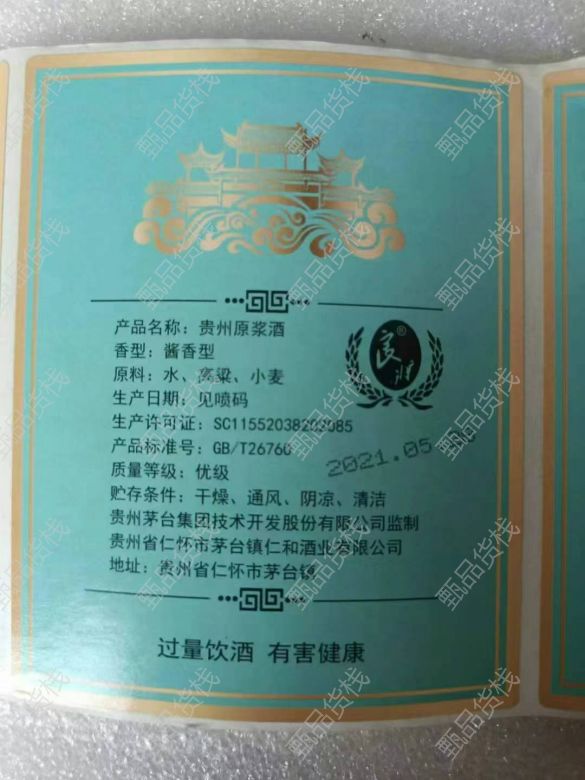 产品名称：贵州原浆酒
香型：酱香型
原料：水、高粱、小麦
生产日期：见喷码
生产许可证：SC11552038202085
产品标准号：GB/T26760
2021.05
质量等级：优级
贮存条件：干燥、通风、阴凉、清洁
贵州茅台集团技术开发股份有限公司监制
贵州省仁怀市茅台镇仁和酒业有限公司
地址：贵州省仁怀市茅台镇
过量饮酒 有害健康
甄品货栈